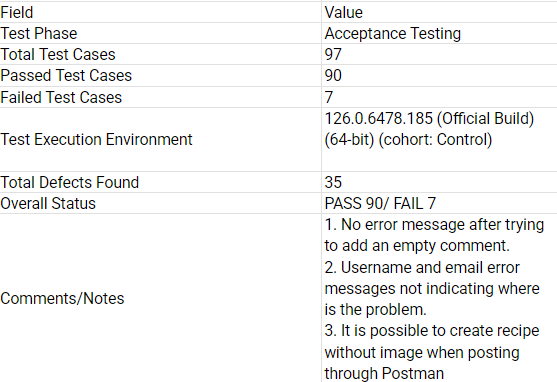 Field Value
Test Phase Acceptance Testing
Total Test Cases 97
Passed Test Cases 90
Failed Test Cases 7
Test Execution Environment 126.0.6478.185 (Official Build)
(64-bit) (cohort: Control)
Total Defects Found 35
Overall Status PASS 90/ FAIL 7
Comments/Notes 1. No error message after trying
to add an empty comment.
2. Username and email error
messages not indicating where
is the problem.
3. It is possible to create recipe
without image when posting
through Postman